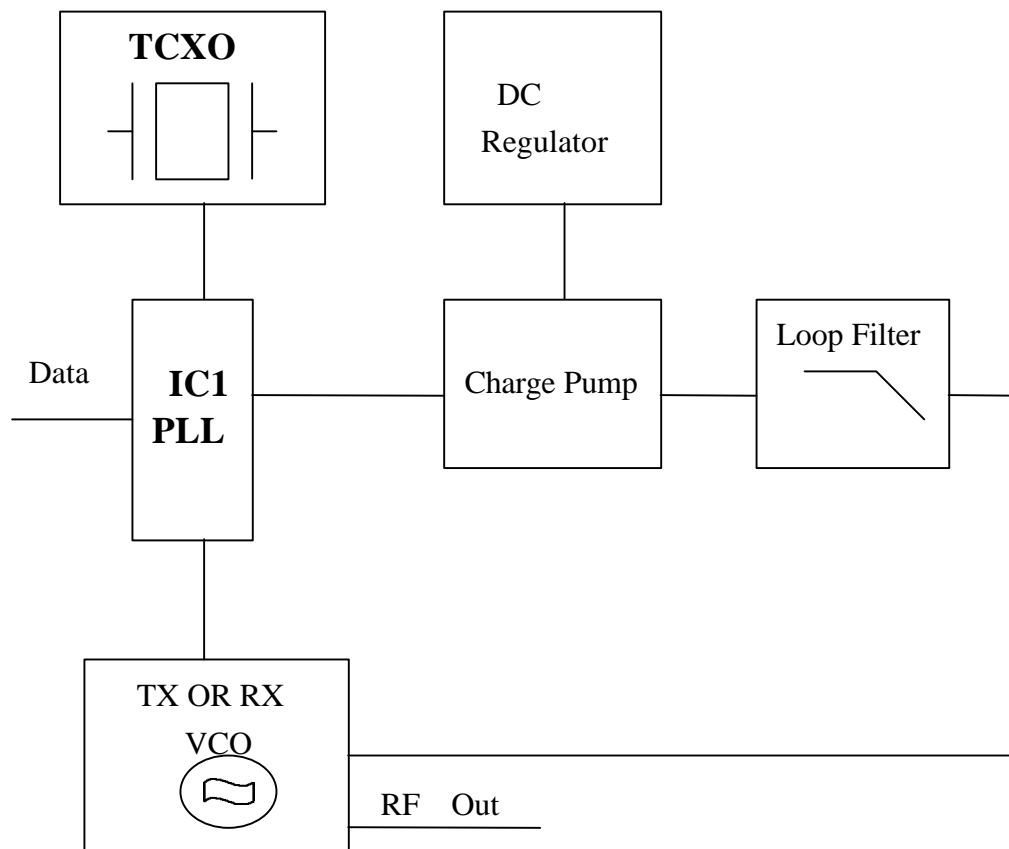 TCXO
DC
Regulator
Data
IC1
PLL
Charge Pump
Loop Filter
TX OR RX
VCO
RF Out